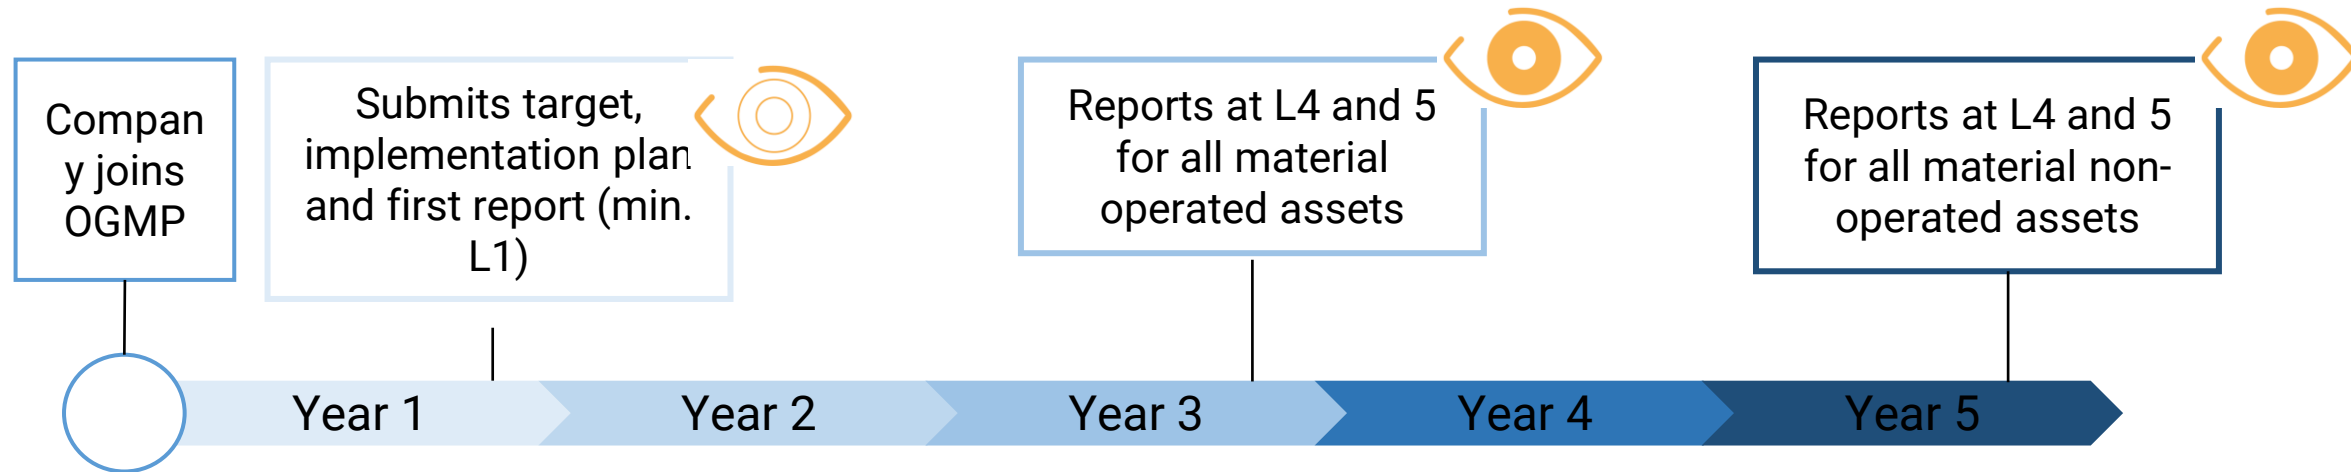 Compan
y joins
OGMP
Submits target,
implementation plan
and first report (min.
L1)
Reports at L4 and 5
for all material
operated assets
Reports at L4 and 5
for all material non-
operated assets
Year 1
Year 2
Year 3
Year 4
Year 5